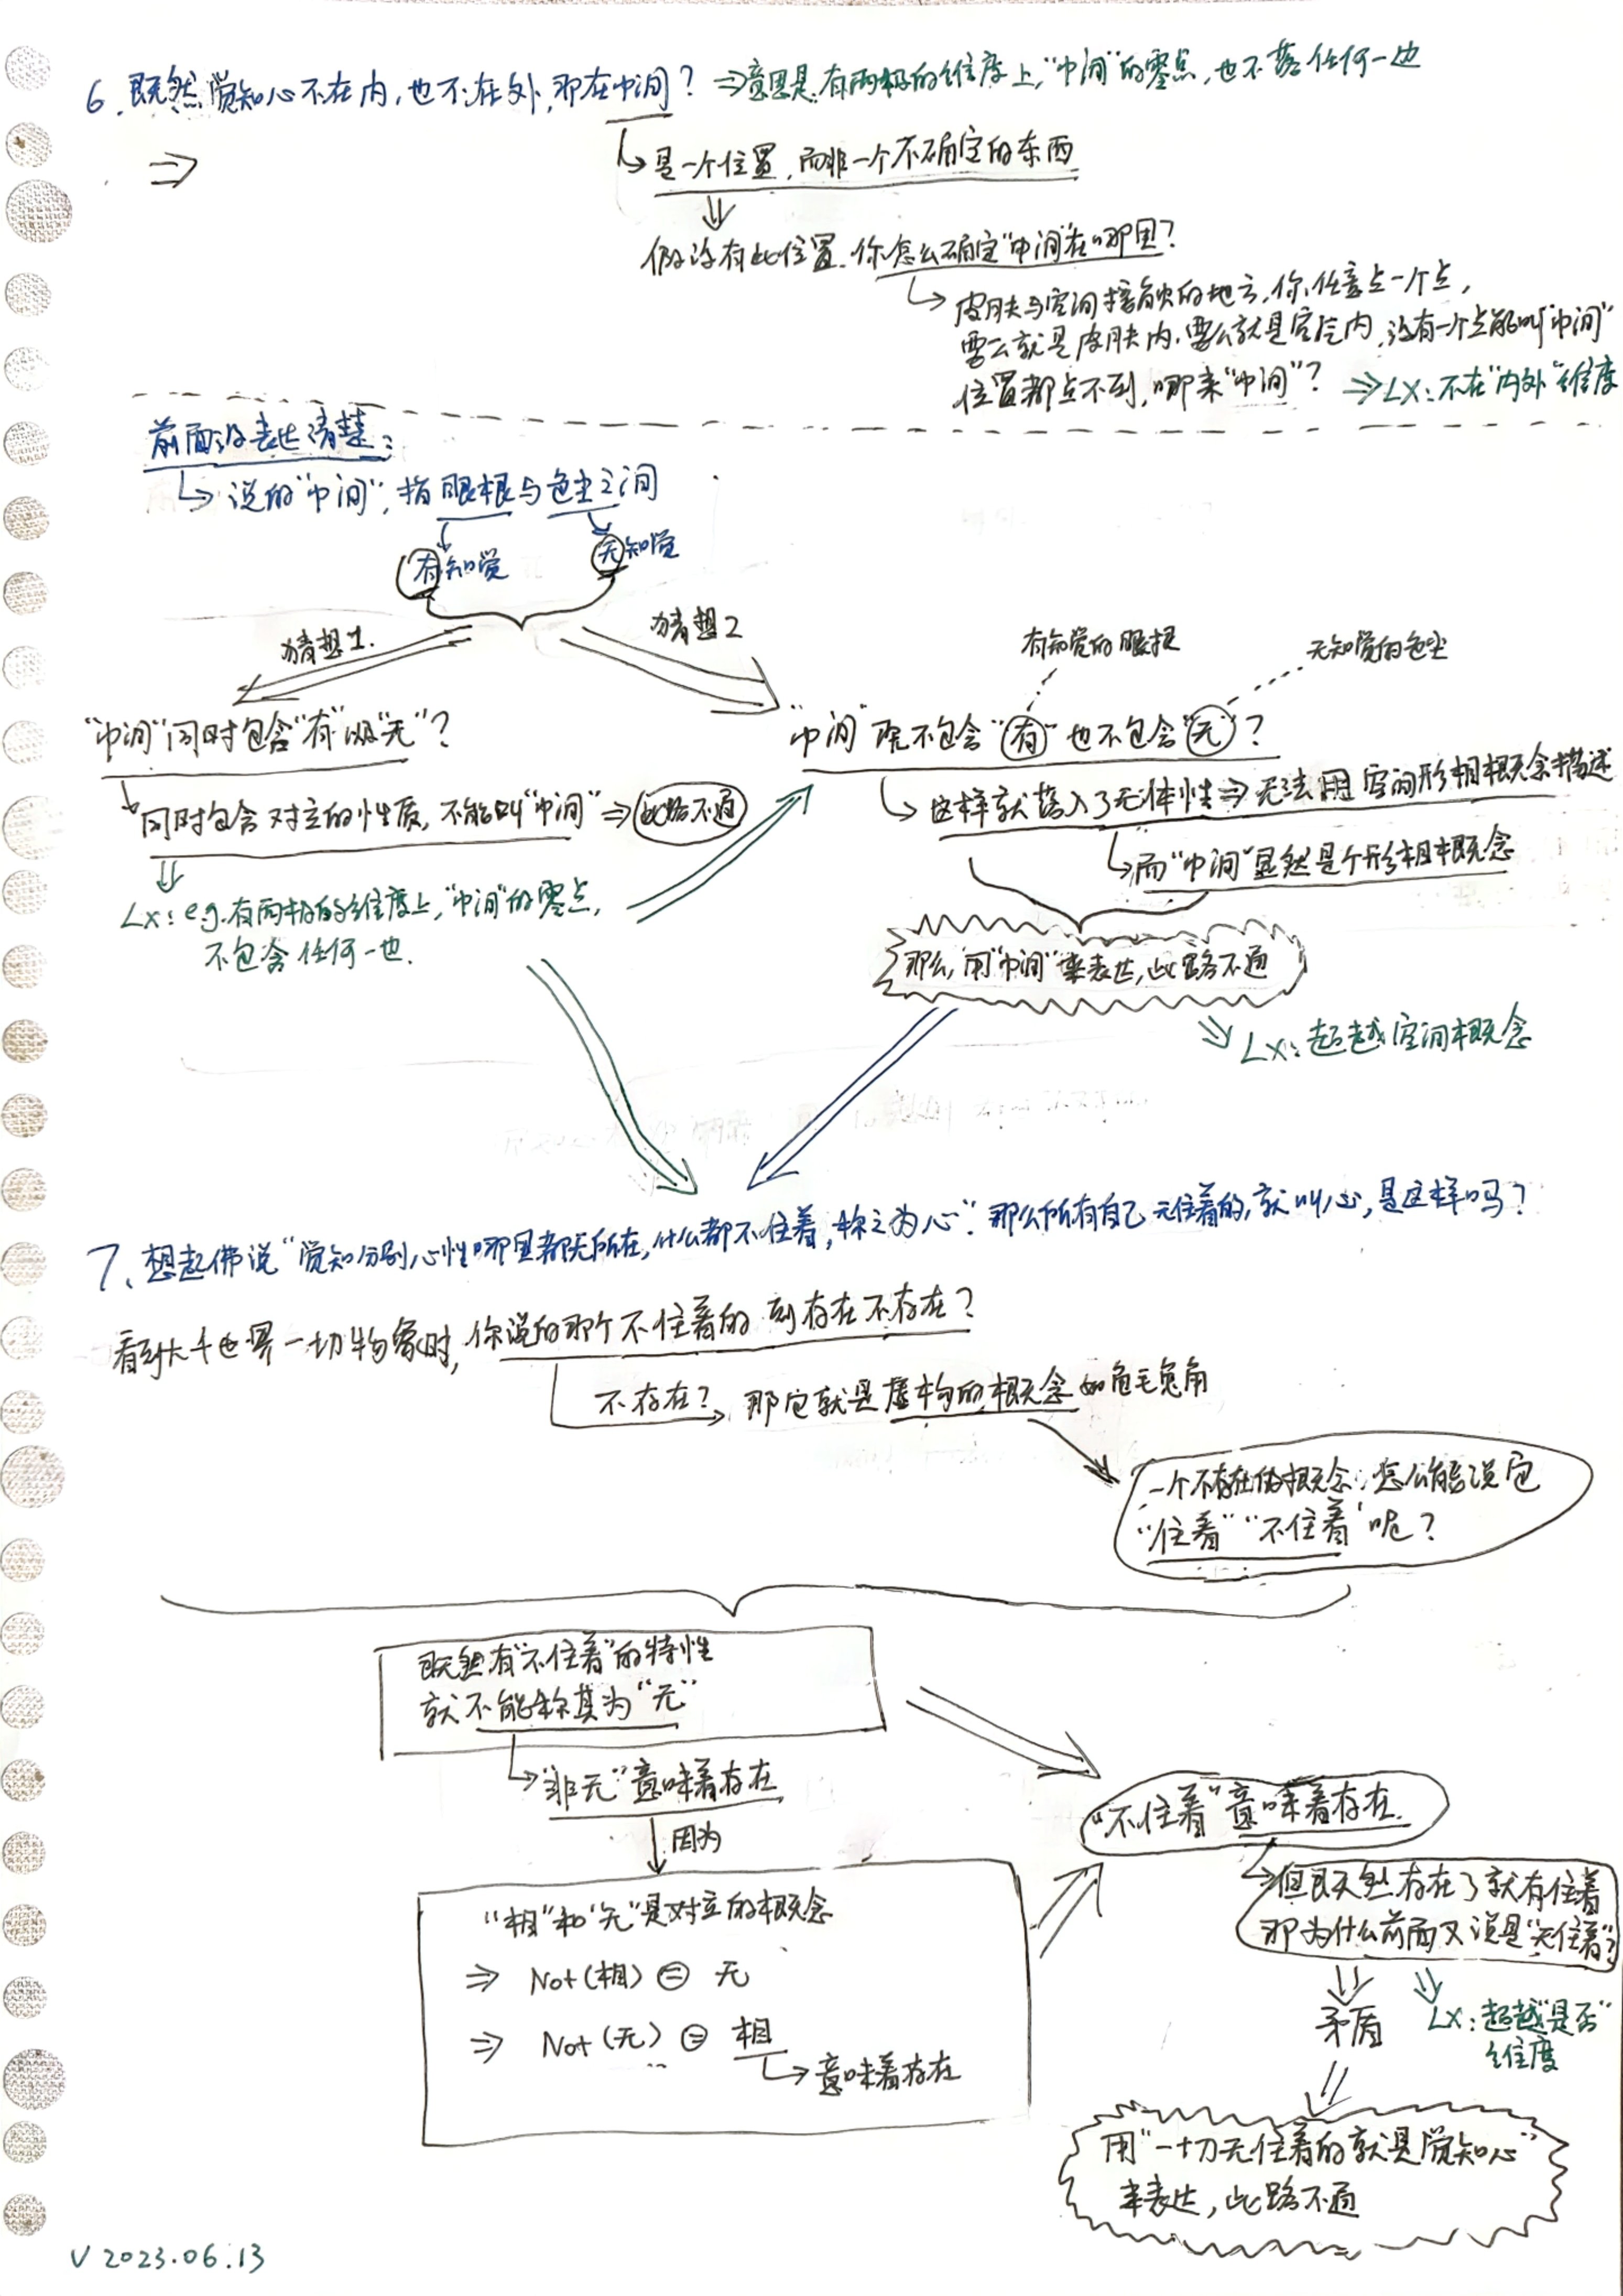 6. 既然觉知心不在内,也不在外,那在中间? ⇒意思是有两极的维度上,"中间"的零点,也不落任何一边
⇒
↳是一个位置,而非一个不确定的东西
⇓
假设有此位置.你怎么确定"中间"在哪里?
↳皮肤与空间接触的地方,你任意点一个点,
要么就是皮肤内.要么就是空气内,没有一个点能叫"中间"
位置都点不到,哪来"中间"? ⇒LX:不在"内外"维度
前面没表达清楚:
↳说的"中间",指眼根与色尘之间
有知觉 无知觉
猜想1. 猜想2
有知觉的眼根 无知觉的色尘
"中间"同时包含"有"跟"无"?
"中间"既不包含"有"也不包含"无"?
同时包含对立的性质,不能叫"中间"⇒此路不通
↳这样就落入了无体性⇒无法用空间形相概念描述
↳而"中间"显然是个形相概念
⇓
LX:e.g.有两极的维度上,"中间"的零点,
不包含任何一边.
那么,用"中间"来表达,此路不通
⇒LX:超越空间概念
7、想起佛说"觉知分别心性哪里都无所在,什么都不住着,称之为心".那么所有自己无住着的,就叫心,是这样吗?
看到大千世界一切物象时,你说的那个不住着的到存在不存在?
不存在? 那它就是虚构的概念如龟毛兔角
一个不存在的概念,怎么能说它
"住着""不住着"呢?
既然有"不住着"的特性
就不能称其为"无"
↳"非无"意味着存在
因为
"不住着"意味着存在.
但既然存在了就有住着
那为什么前面又说是"无住着"?
"相"和"无"是对立的概念
⇒ Not(相) = 无
⇒ Not(无) = 相
↳意味着存在
矛盾
LX:超越"是否"
维度
用"一切无住着的就是觉知心"
来表达,此路不通
V 2023.06.13